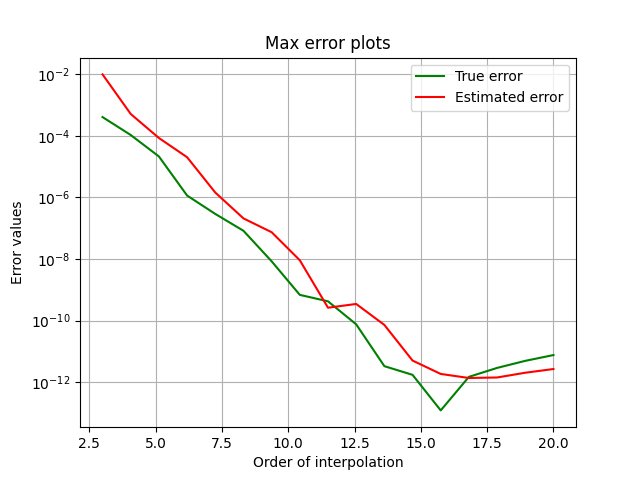 Max error plots
True error
Estimated error
Error values
10⁻²
10⁻⁴
10⁻⁶
10⁻⁸
10⁻¹⁰
10⁻¹²
2.5 5.0 7.5 10.0 12.5 15.0 17.5 20.0
Order of interpolation